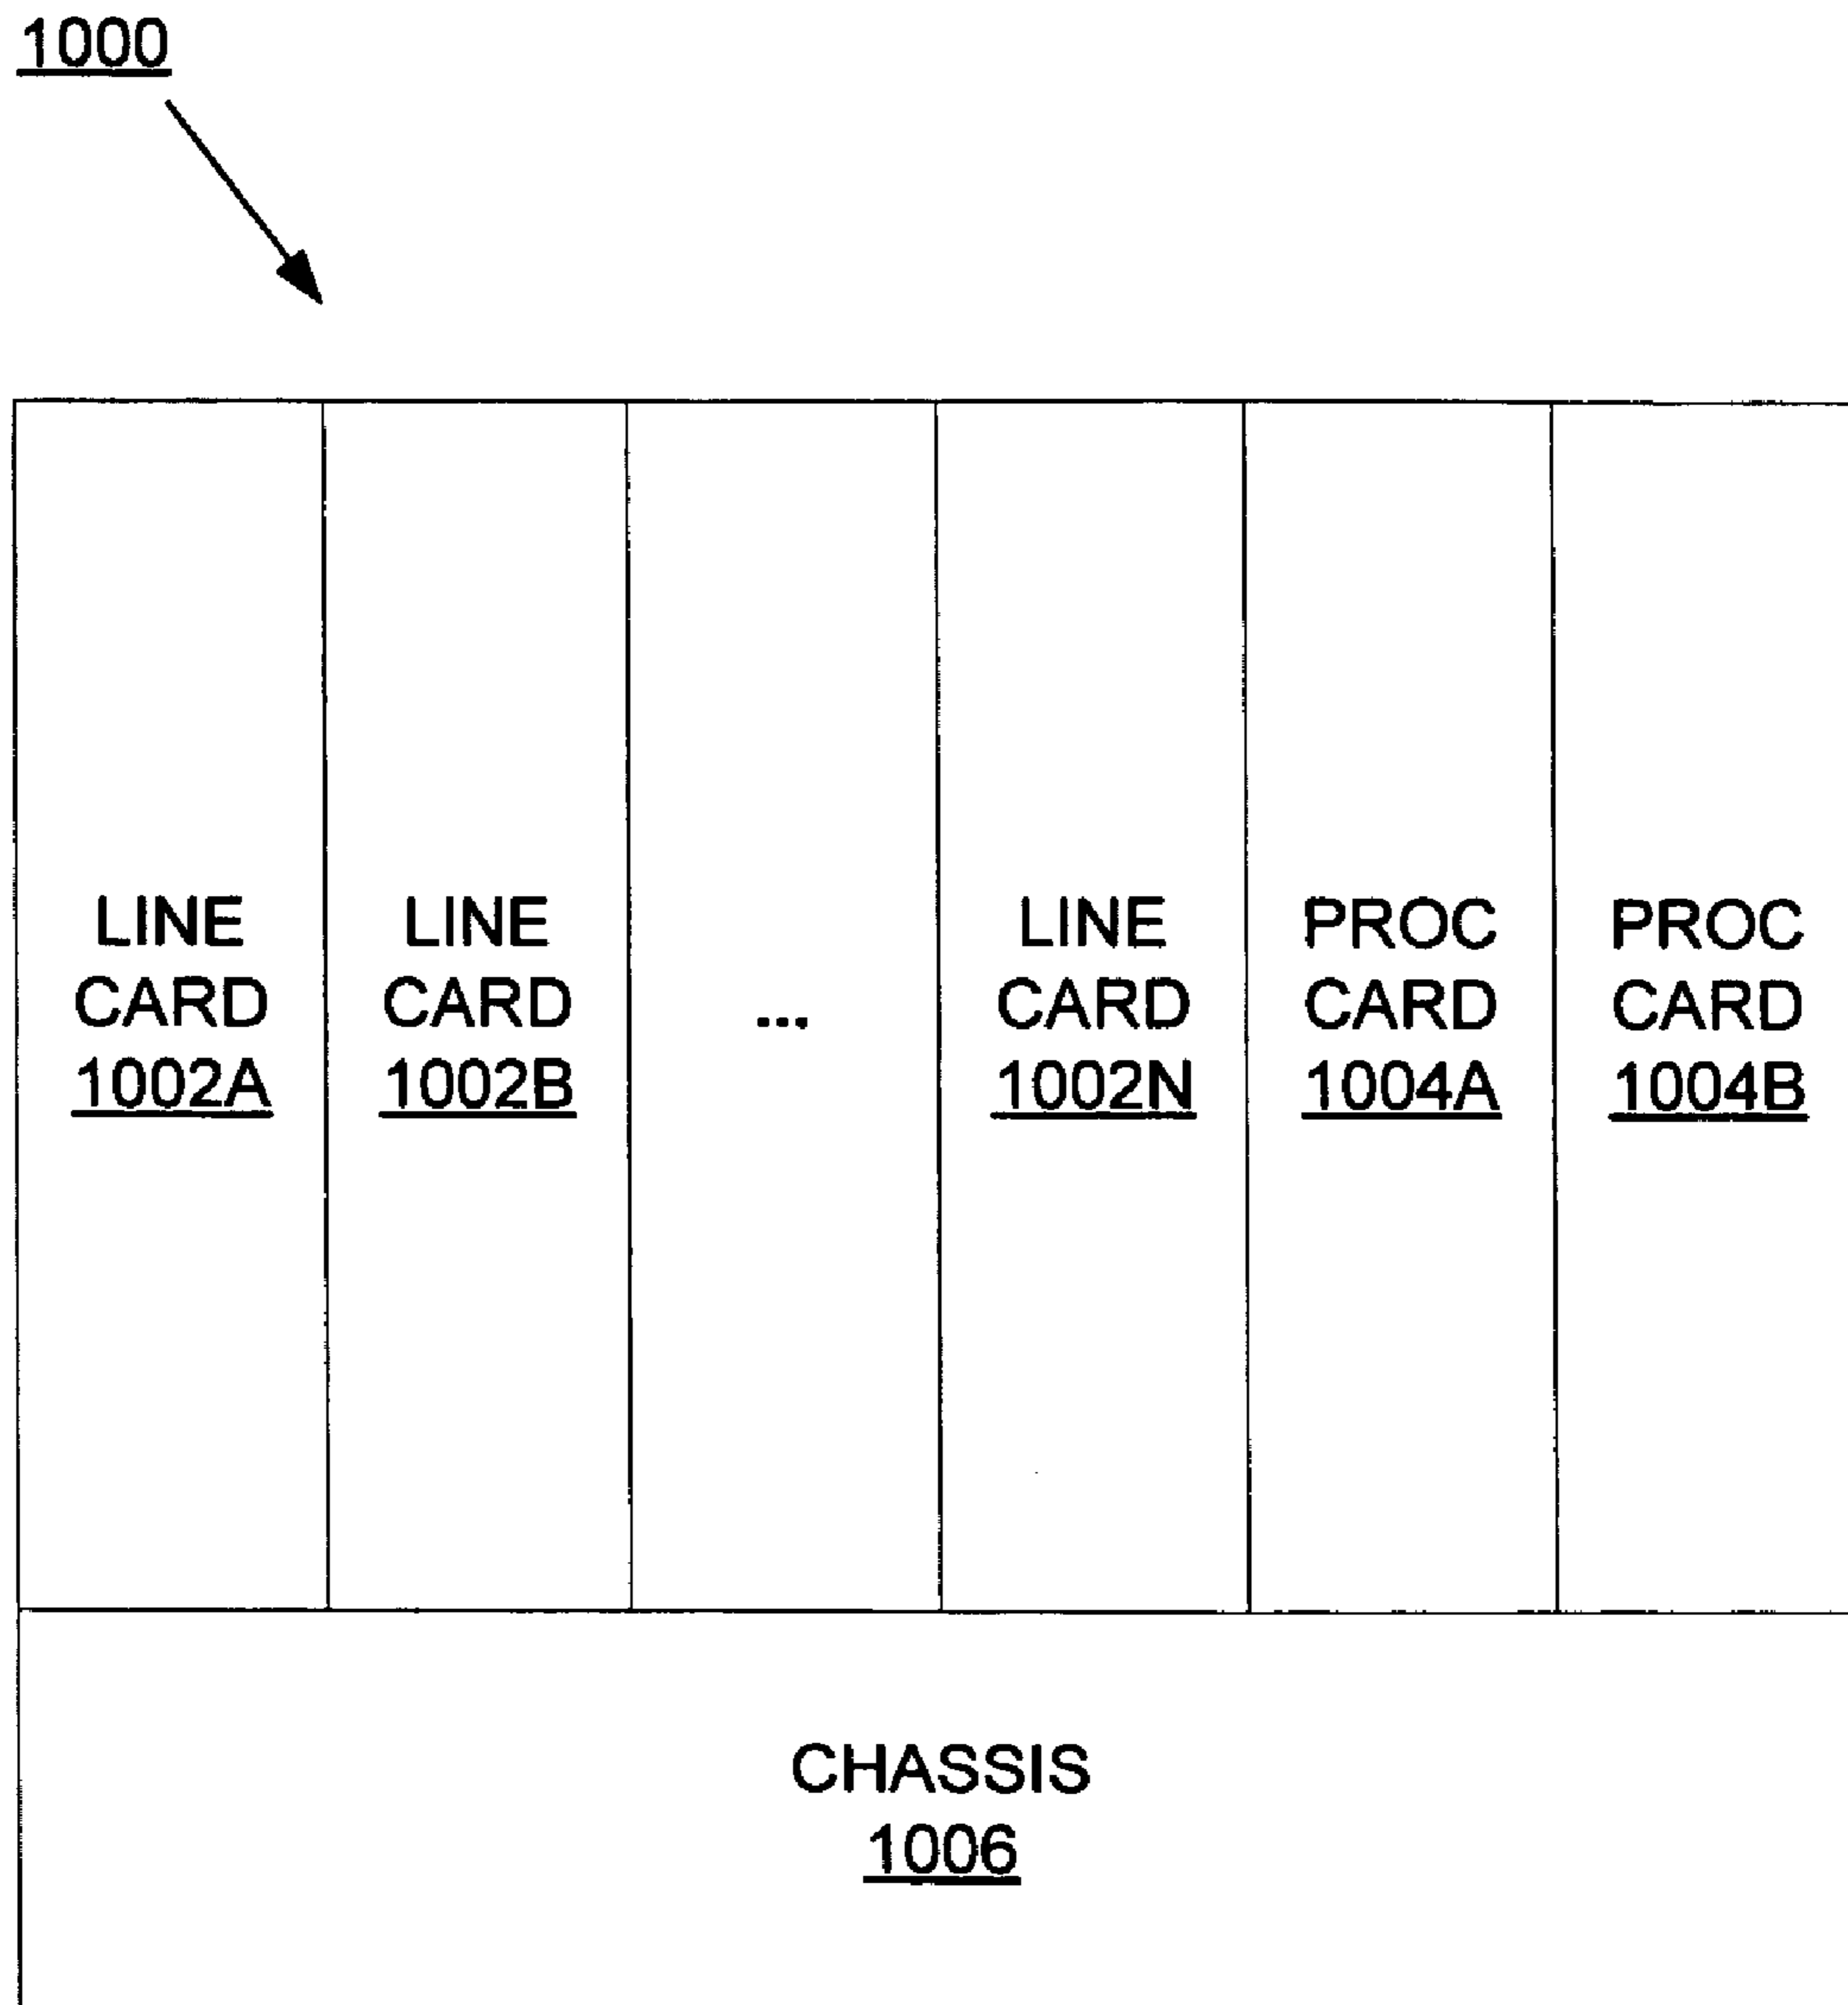 1000
LINE
CARD
1002A
LINE
CARD
1002B
...
LINE
CARD
1002N
PROC
CARD
1004A
PROC
CARD
1004B
CHASSIS
1006